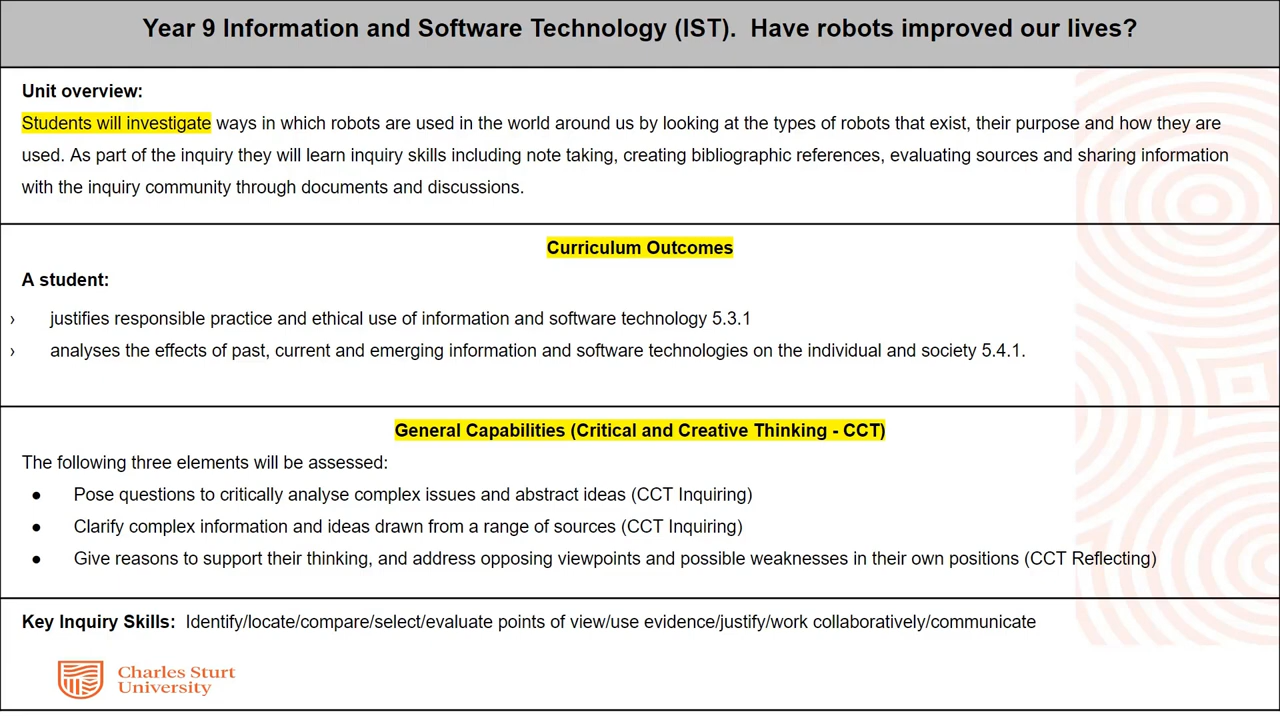 Year 9 Information and Software Technology (IST).  Have robots improved our lives?
Unit overview:
Students will investigate ways in which robots are used in the world around us by looking at the types of robots that exist, their purpose and how they are
used. As part of the inquiry they will learn inquiry skills including note taking, creating bibliographic references, evaluating sources and sharing information
with the inquiry community through documents and discussions.
Curriculum Outcomes
A student:
› justifies responsible practice and ethical use of information and software technology 5.3.1
› analyses the effects of past, current and emerging information and software technologies on the individual and society 5.4.1.
General Capabilities (Critical and Creative Thinking - CCT)
The following three elements will be assessed:
● Pose questions to critically analyse complex issues and abstract ideas (CCT Inquiring)
● Clarify complex information and ideas drawn from a range of sources (CCT Inquiring)
● Give reasons to support their thinking, and address opposing viewpoints and possible weaknesses in their own positions (CCT Reflecting)
Key Inquiry Skills:  Identify/locate/compare/select/evaluate points of view/use evidence/justify/work collaboratively/communicate
Charles Sturt
University